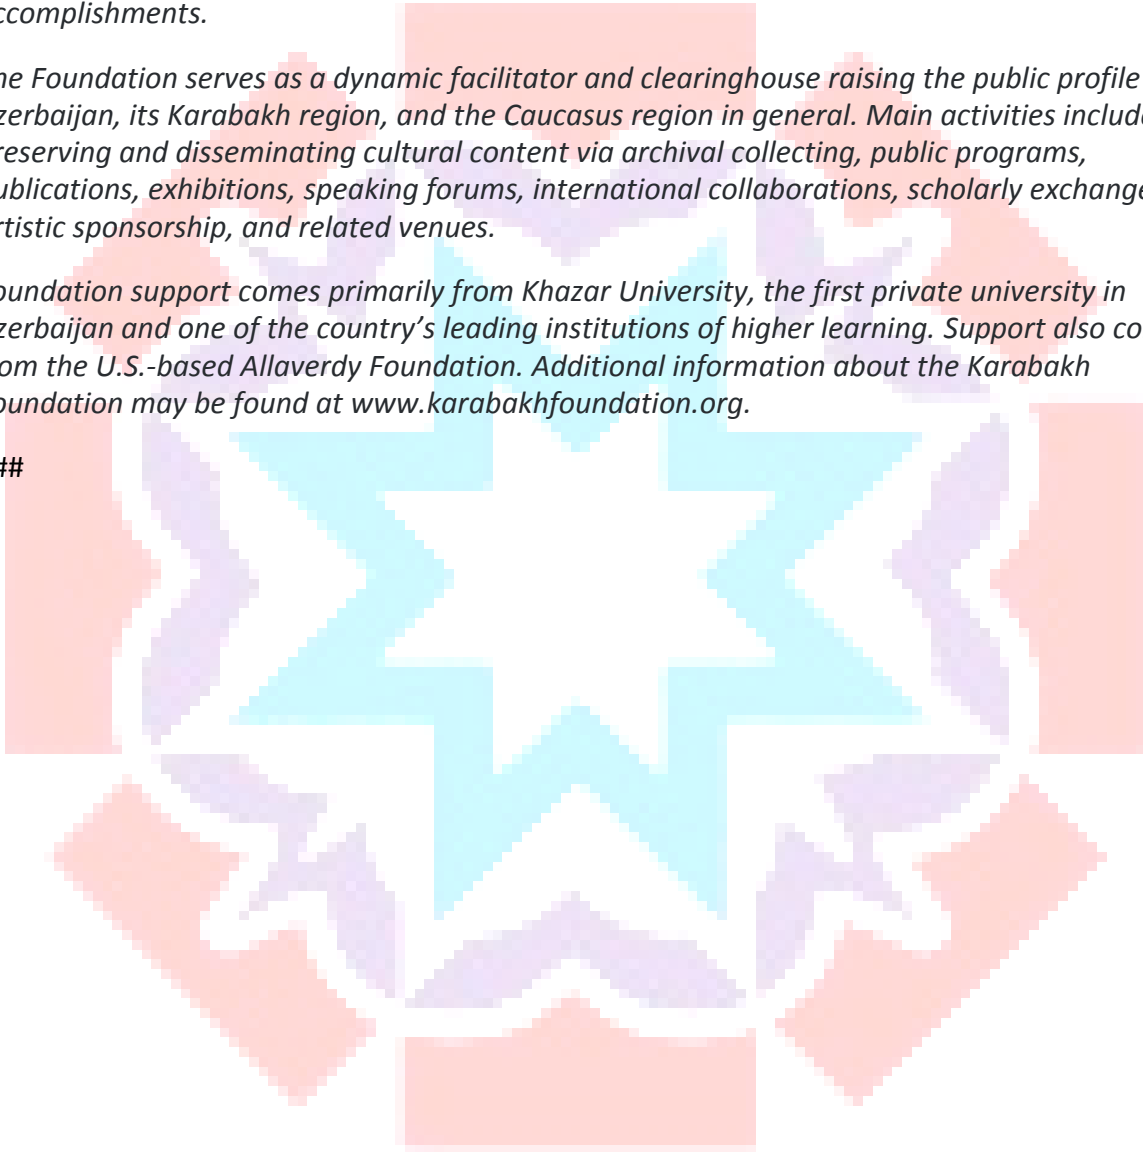 ccomplishments.
he Foundation serves as a dynamic facilitator and clearinghouse raising the public profile
zerbaijan, its Karabakh region, and the Caucasus region in general. Main activities include
reserving and disseminating cultural content via archival collecting, public programs,
ublications, exhibitions, speaking forums, international collaborations, scholarly exchange
rtistic sponsorship, and related venues.
oundation support comes primarily from Khazar University, the first private university in
zerbaijan and one of the country’s leading institutions of higher learning. Support also co
om the U.S.-based Allaverdy Foundation. Additional information about the Karabakh
oundation may be found at www.karabakhfoundation.org.
##